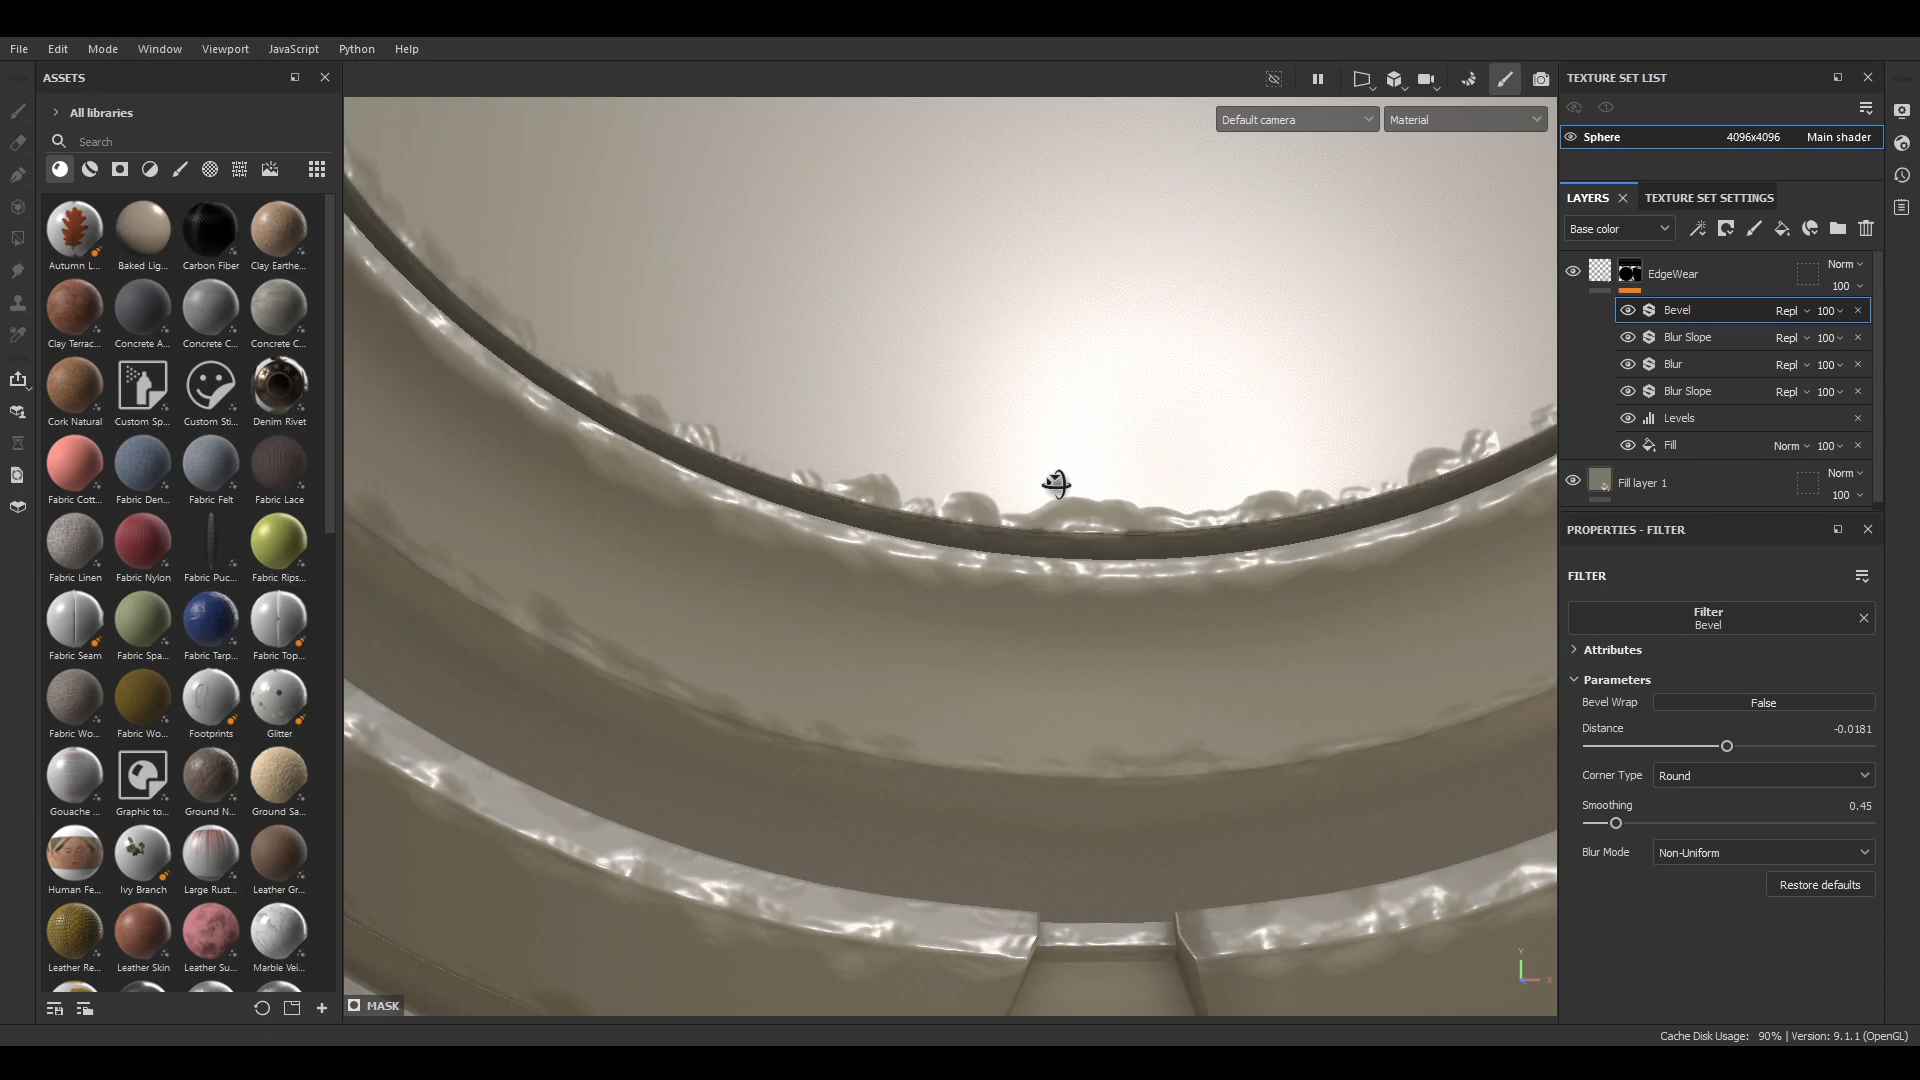 File Edit Mode Window Viewport JavaScript Python Help
ASSETS
All libraries
Search
Autumn L... Baked Lig... Carbon Fiber Clay Earthe...
Clay Terrac... Concrete A... Concrete C... Concrete C...
Cork Natural Custom Sp... Custom Sti... Denim Rivet
Fabric Cott... Fabric Den... Fabric Felt Fabric Lace
Fabric Linen Fabric Nylon Fabric Puc... Fabric Rips...
Fabric Seam Fabric Spa... Fabric Tarp... Fabric Top...
Fabric Wo... Fabric Wo... Footprints Glitter
Gouache ... Graphic to... Ground N... Ground Sa...
Human Fe... Ivy Branch Large Rust... Leather Gr...
Leather Re... Leather Skin Leather Su... Marble Vei...
Default camera Material
MASK
Y
X
TEXTURE SET LIST
Sphere 4096x4096 Main shader
LAYERS TEXTURE SET SETTINGS
Base color
EdgeWear Norm 100
Bevel Repl 100
Blur Slope Repl 100
Blur Repl 100
Blur Slope Repl 100
Levels
Fill Norm 100
Fill layer 1 Norm 100
PROPERTIES - FILTER
FILTER
Filter
Bevel
Attributes
Parameters
Bevel Wrap False
Distance -0.0181
Corner Type Round
Smoothing 0.45
Blur Mode Non-Uniform
Restore defaults
Cache Disk Usage: 90% | Version: 9.1.1 (OpenGL)